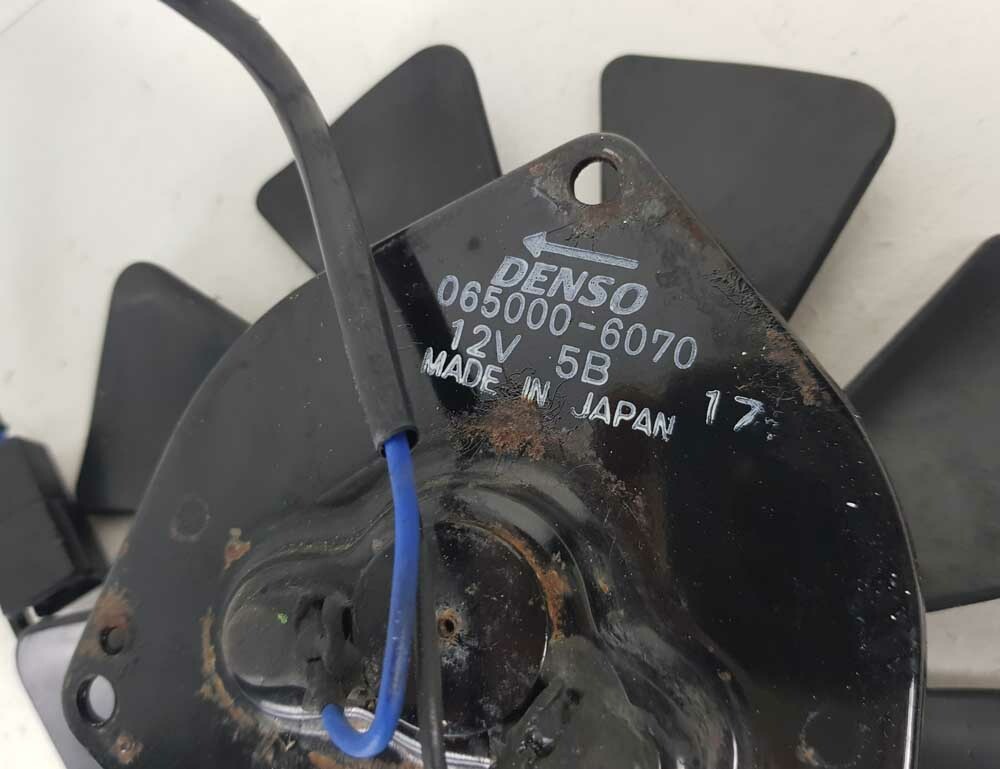 DENSO
065000-6070
12V 5B
MADE IN JAPAN 17